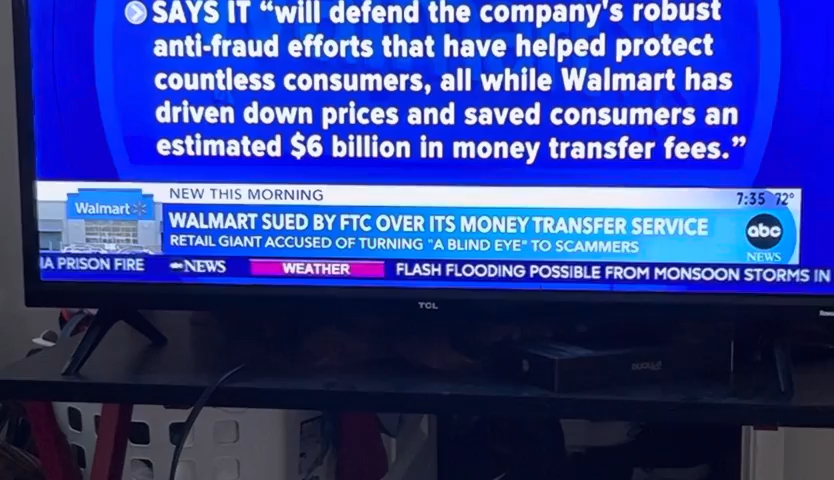 SAYS IT “will defend the company's robust
anti-fraud efforts that have helped protect
countless consumers, all while Walmart has
driven down prices and saved consumers an
estimated $6 billion in money transfer fees.”
NEW THIS MORNING
7:35 72°
Walmart
WALMART SUED BY FTC OVER ITS MONEY TRANSFER SERVICE
RETAIL GIANT ACCUSED OF TURNING "A BLIND EYE" TO SCAMMERS
abc
NEWS
IA PRISON FIRE abc NEWS WEATHER FLASH FLOODING POSSIBLE FROM MONSOON STORMS IN
TCL